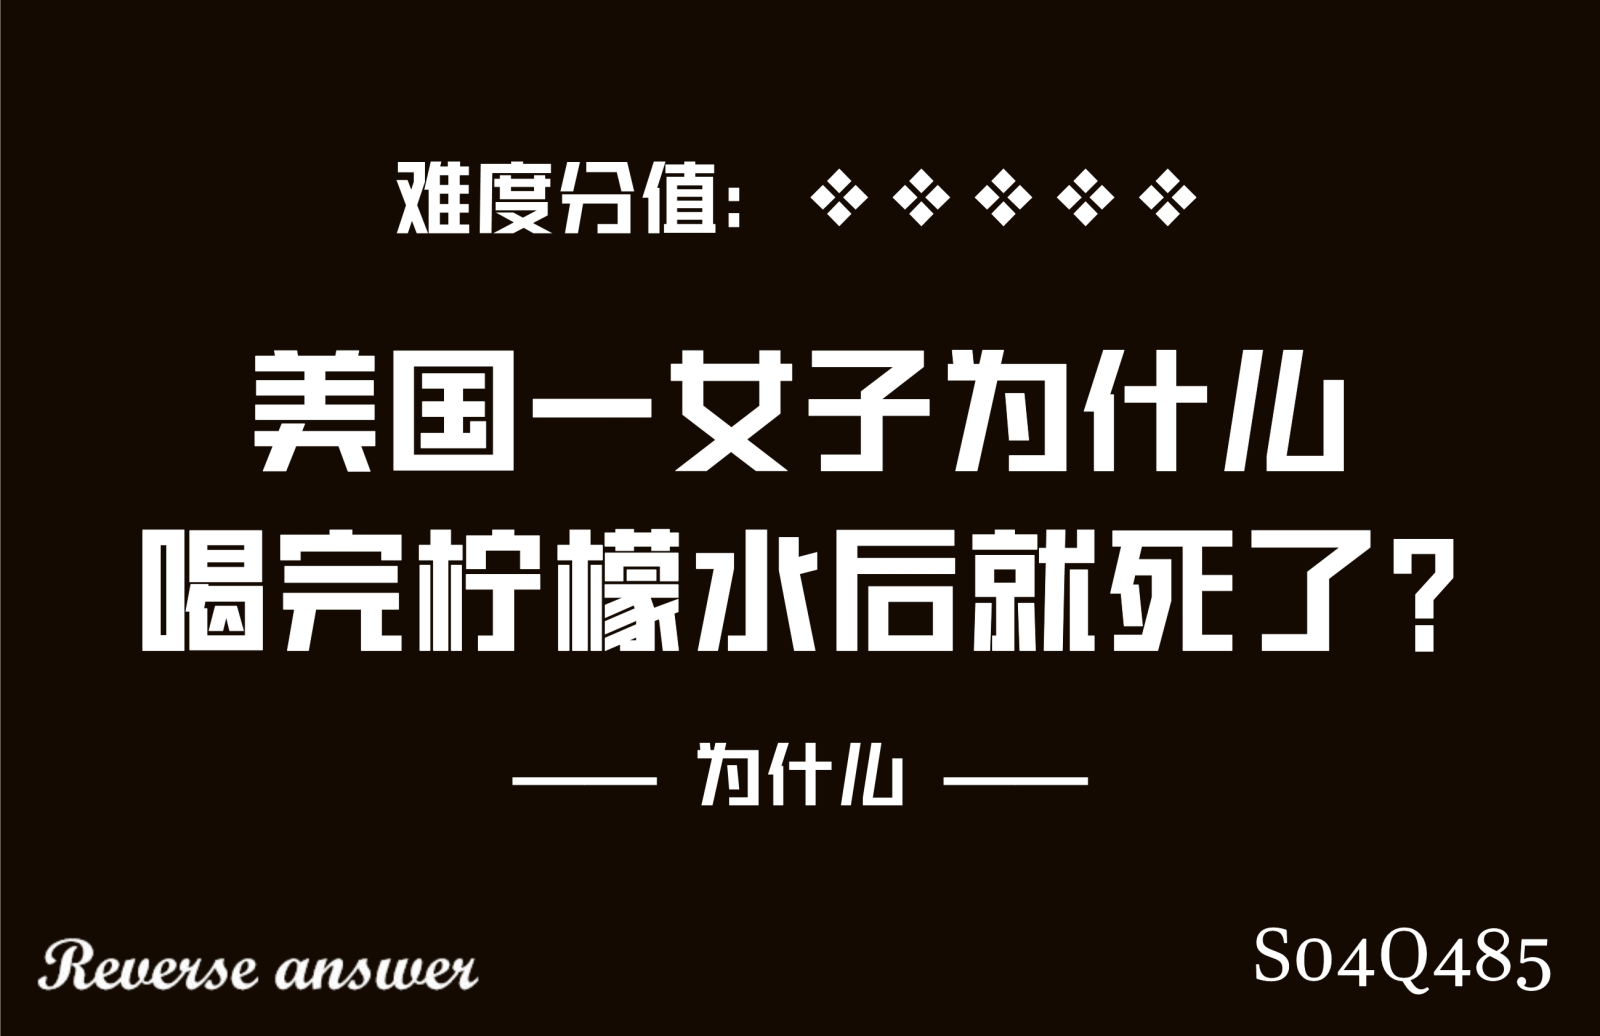 难度分值：❖❖❖❖❖
美国一女子为什么
喝完柠檬水后就死了?
—— 为什么 ——
Reverse answer
S04Q485